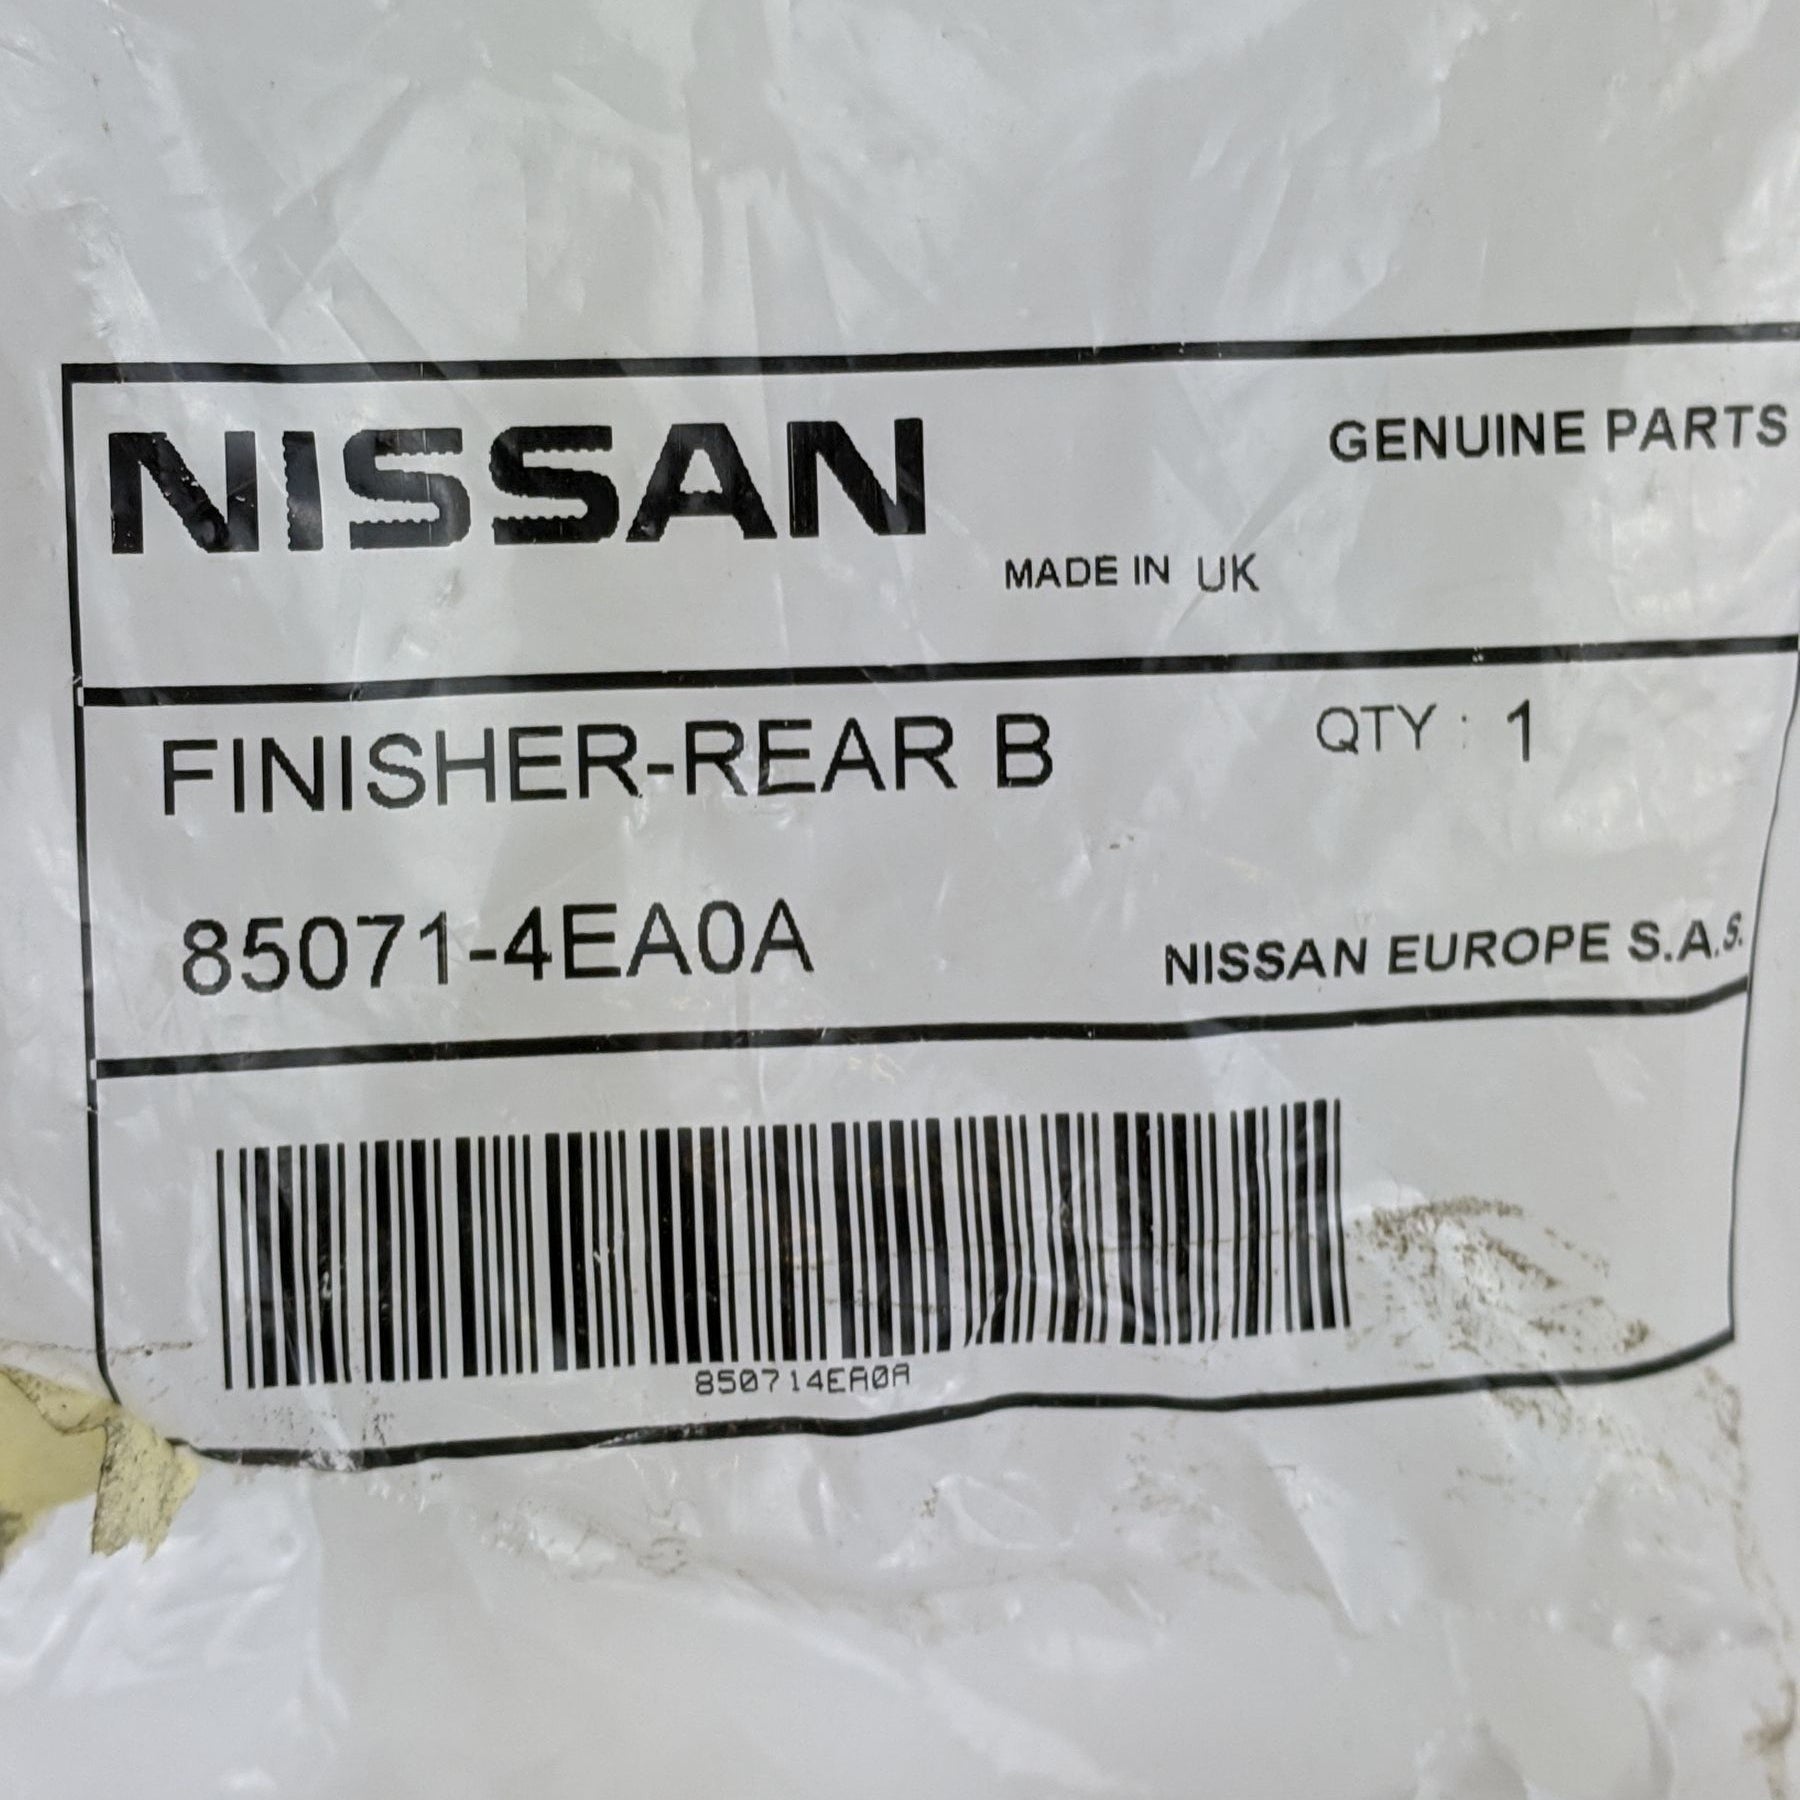 NISSAN
GENUINE PARTS
MADE IN UK
FINISHER-REAR B
QTY : 1
85071-4EA0A
NISSAN EUROPE S.A.S.
850714EA0A